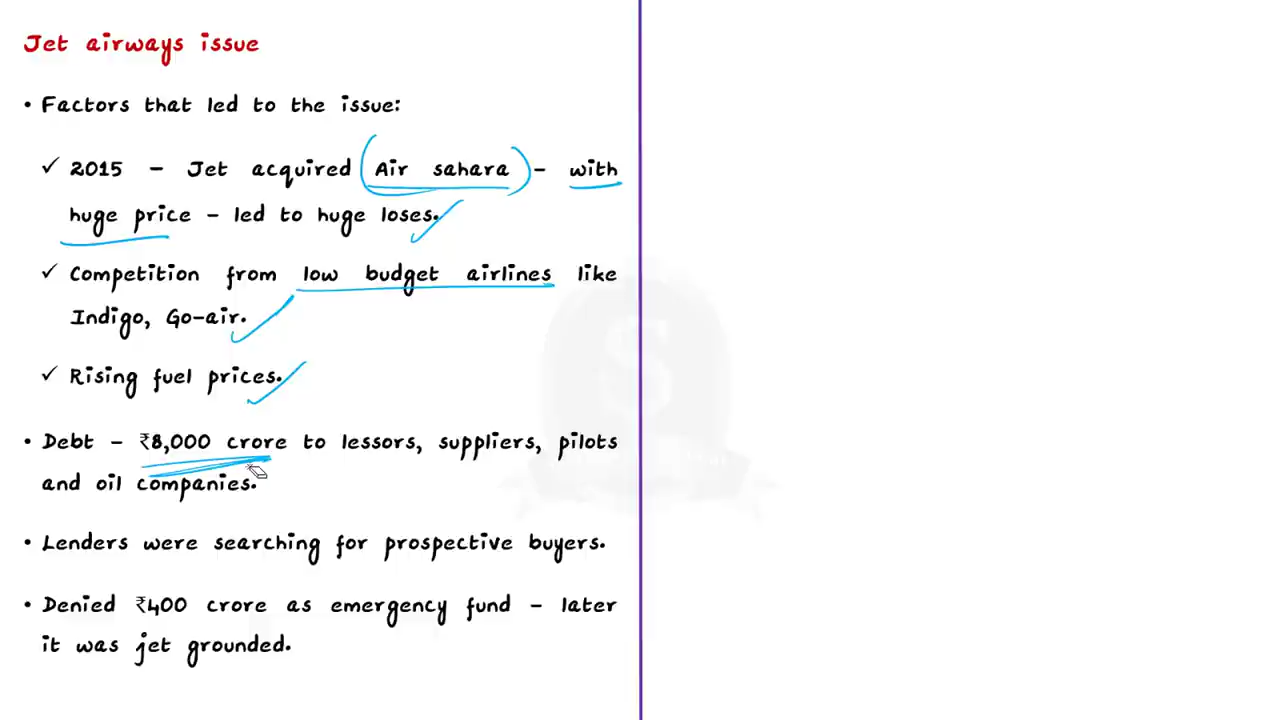 Jet airways issue
• Factors that led to the issue:
✓ 2015 – Jet acquired Air sahara – with
huge price – led to huge loses.
✓ Competition from low budget airlines like
Indigo, Go-air.
✓ Rising fuel prices.
• Debt – ₹8,000 crore to lessors, suppliers, pilots
and oil companies.
• Lenders were searching for prospective buyers.
• Denied ₹400 crore as emergency fund – later
it was jet grounded.